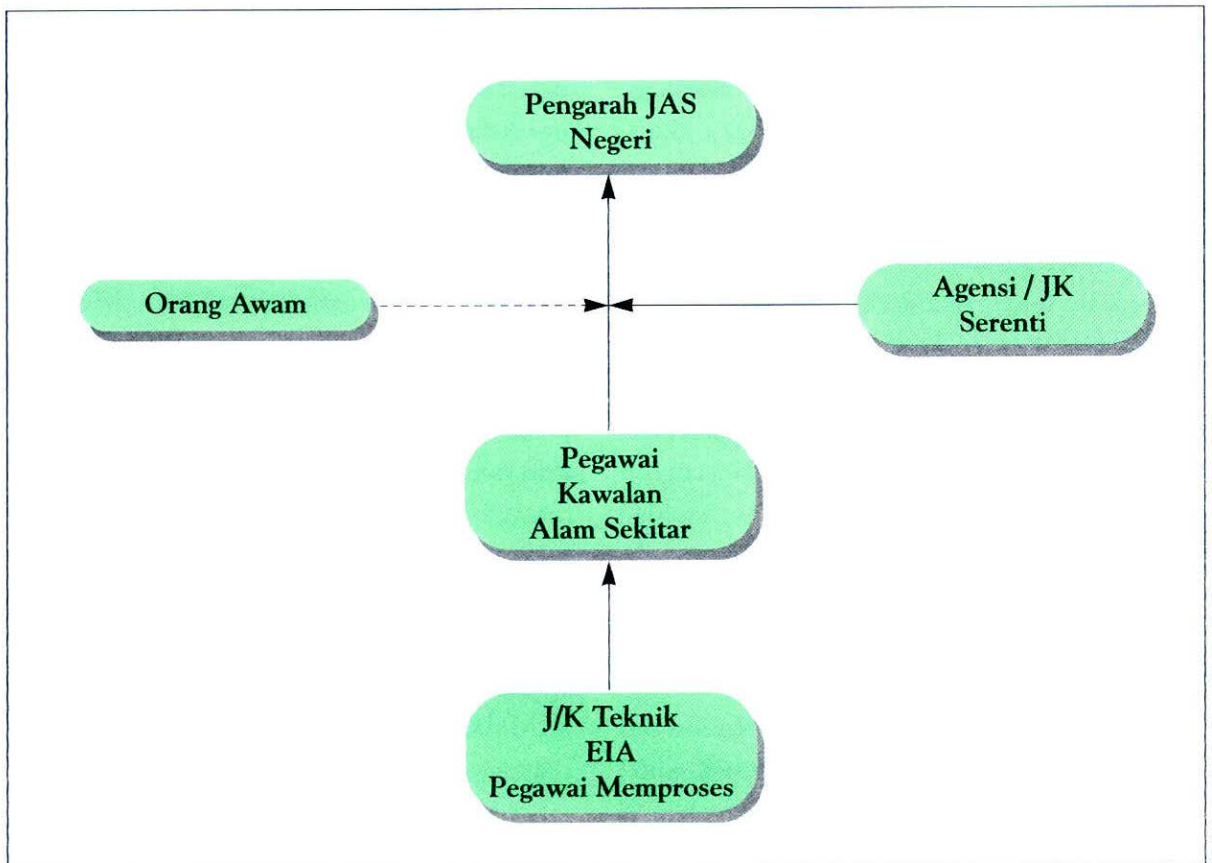 Pengarah JAS
Negeri
Orang Awam
Agensi / JK
Serenti
Pegawai
Kawalan
Alam Sekitar
J/K Teknik
EIA
Pegawai Memproses